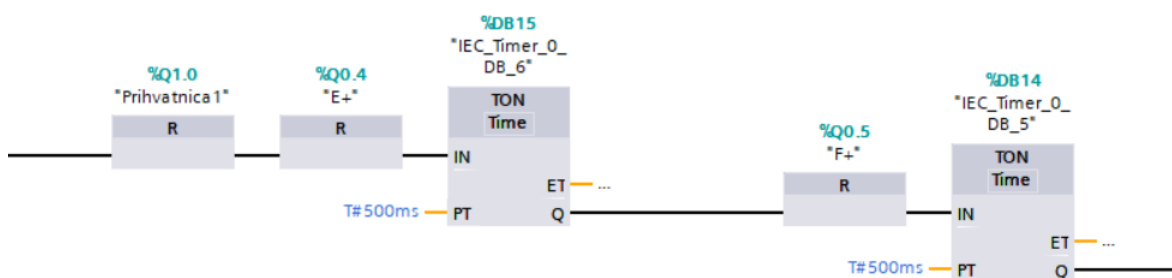 %DB15
"IEC_Timer_0_
DB_6"
%Q1.0
"Prihvatnica1"
R
%Q0.4
"E+"
R
TON
Time
IN
ET
...
T#500ms
PT
Q
%Q0.5
"F+"
R
%DB14
"IEC_Timer_0_
DB_5"
TON
Time
IN
ET
...
T#500ms
PT
Q